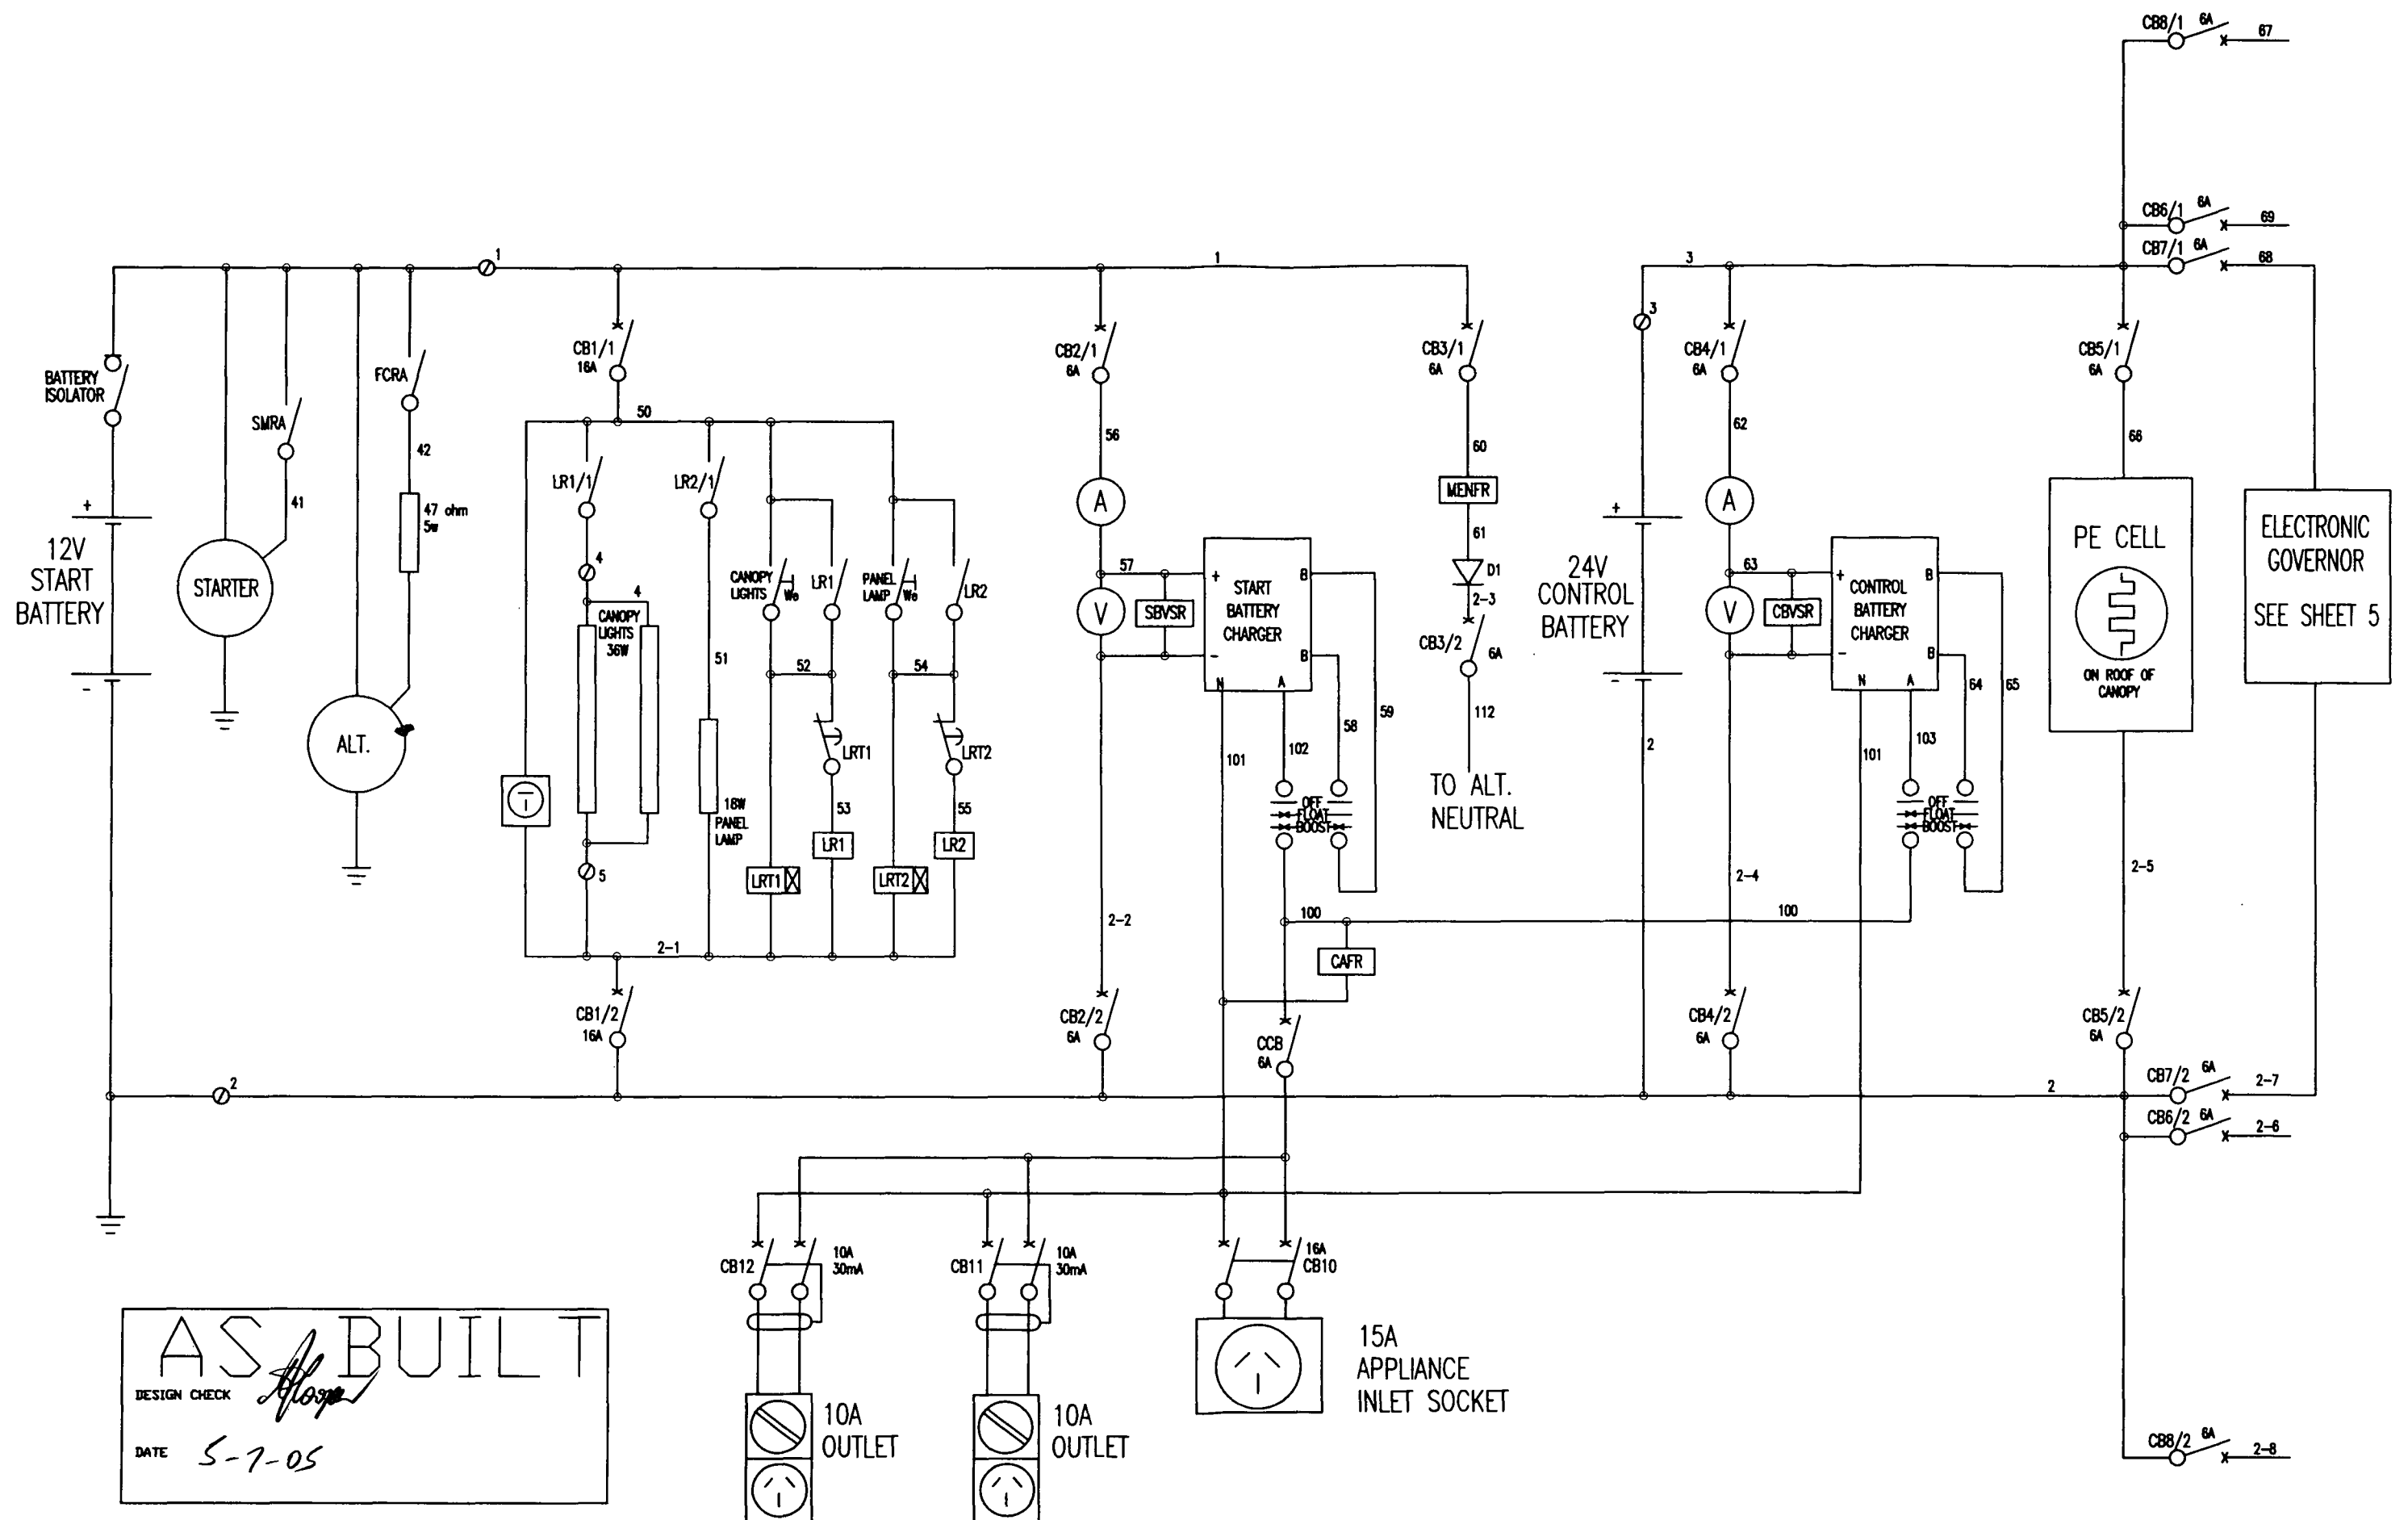 CB8/1 6A
67
CB6/1 6A
69
CB7/1 6A
68
1
1
3
3
BATTERY
ISOLATOR
SMRA
41
FCRA
42
47 ohm
5w
+
12V
START
BATTERY
-
STARTER
ALT.
CB1/1
16A
50
LR1/1
4
4
CANOPY
LIGHTS
36W
5
LR2/1
51
18W
PANEL
LAMP
CANOPY
LIGHTS
We
LR1
52
LRT1
53
LR1
LRT1
PANEL
LAMP
We
LR2
54
LRT2
55
LR2
LRT2
2-1
CB1/2
16A
CB2/1
6A
56
A
57
V
SBVSR
+
START
BATTERY
CHARGER
-
B
B
N
A
101
102
58
59
OFF
FLOAT
BOOST
2-2
CB2/2
6A
100
CAFR
CCB
6A
CB3/1
6A
60
MENFR
61
D1
2-3
CB3/2
6A
112
TO ALT.
NEUTRAL
+
24V
CONTROL
BATTERY
-
2
CB4/1
6A
62
A
63
V
CBVSR
+
CONTROL
BATTERY
CHARGER
-
B
B
N
A
101
103
64
65
OFF
FLOAT
BOOST
2-4
100
CB4/2
6A
CB5/1
6A
66
PE CELL
ON ROOF OF
CANOPY
2-5
CB5/2
6A
ELECTRONIC
GOVERNOR
SEE SHEET 5
2
2
CB7/2 6A
2-7
CB6/2 6A
2-6
CB8/2 6A
2-8
CB12
10A
30mA
CB11
10A
30mA
16A
CB10
10A
OUTLET
10A
OUTLET
15A
APPLIANCE
INLET SOCKET
AS BUILT
DESIGN CHECK
DATE 5-7-05